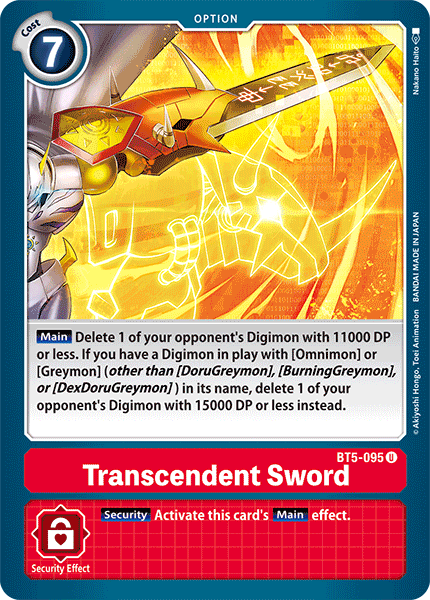 OPTION
Cost
7
Nakano Haito
Main Delete 1 of your opponent's Digimon with 11000 DP
or less. If you have a Digimon in play with [Omnimon] or
[Greymon] (other than [DoruGreymon], [BurningGreymon],
or [DexDoruGreymon] ) in its name, delete 1 of your
opponent's Digimon with 15000 DP or less instead.
© Akiyoshi Hongo, Toei Animation BANDAI MADE IN JAPAN
BT5-095 U
Transcendent Sword
Security Activate this card's Main effect.
Security Effect